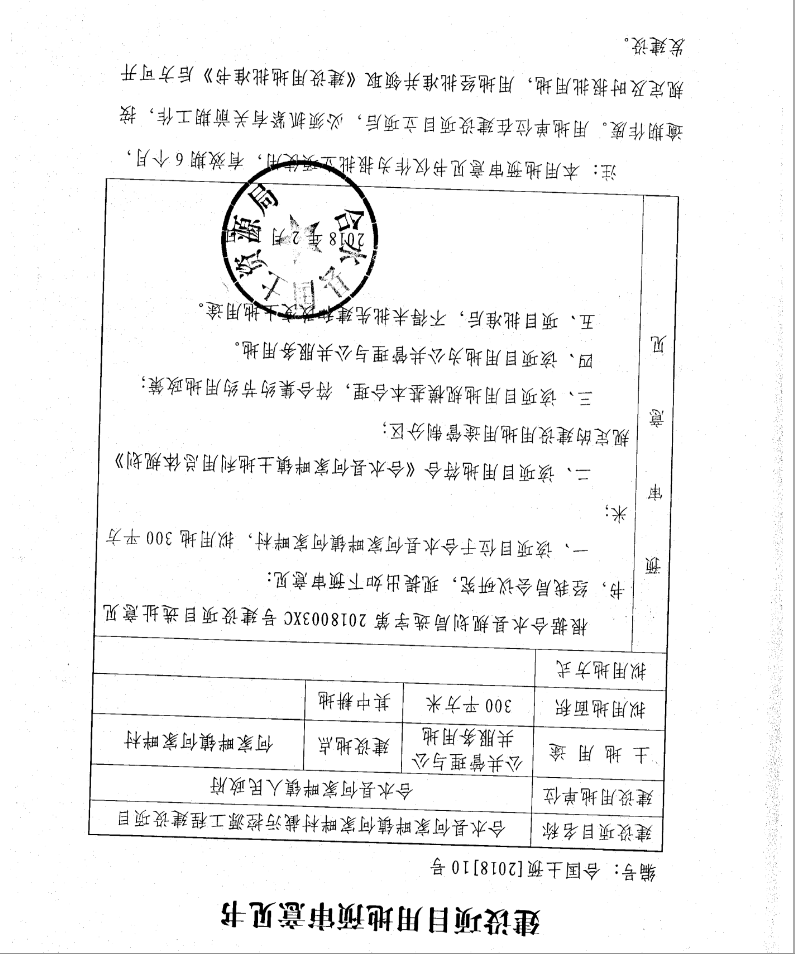 建设项目用地预审意见书
编号：合国土预[2018]10号
建设项目名称 合水县何家畔镇何家畔村截污控源工程建设项目
建设用地单位 合水县何家畔镇人民政府
土地用途 公共管理与公共服务用地 建设地点 何家畔镇何家畔村
拟用地面积 300平方米 其中耕地
拟用地方式
预审意见
根据合水县规划局选字第2018003XC号建设项目选址意见
书，经我局会议研究，现提出如下预审意见：
一、该项目位于合水县何家畔镇何家畔村，拟用地300平方
米；
二、该项目用地符合《合水县何家畔镇土地利用总体规划》
规定的建设用地用途管制分区；
三、该项目用地规模基本合理，符合集约节约用地政策；
四、该项目用地为公共管理与公共服务用地。
五、项目批准后，不得未批先建和改变土地用途。
合水县国土资源局
2018年2月
注：本用地预审意见书仅作为报批立项使用，有效期6个月，
逾期作废。用地单位在建设项目立项后，必须抓紧有关前期工作，按
规定及时报批用地，用地经批准并领取《建设用地批准书》后方可开
发建设。